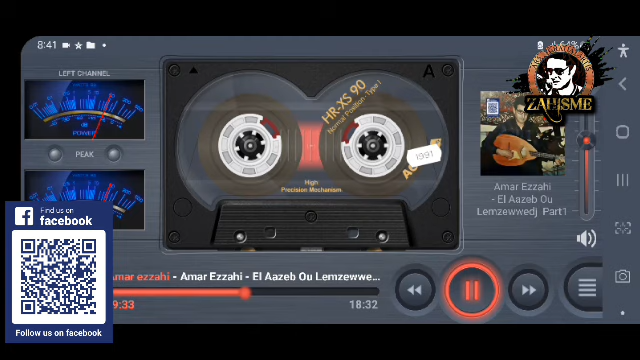 8:41
64%
LEFT CHANNEL
POWER
PEAK
A
HR-XS 90
Normal Position・Type I
1991
High
Precision Mechanism
ZAHISME
Amar Ezzahi
- El Aazeb Ou
Lemzewwedj Part1
Find us on
facebook
Follow us on facebook
Amar ezzahi - Amar Ezzahi - El Aazeb Ou Lemzewwe...
9:33
18:32